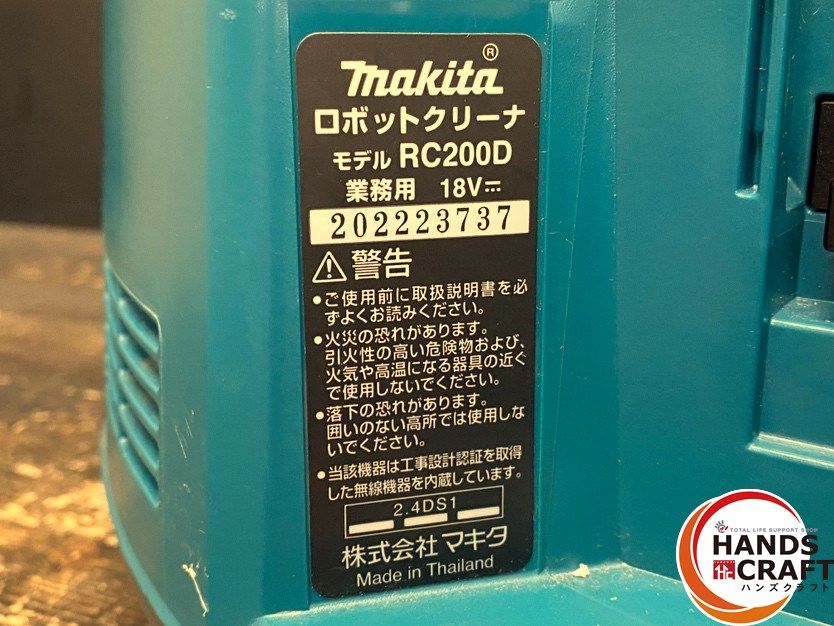 makita®
ロボットクリーナ
モデル RC200D
業務用 18V⎓
202223737
⚠警告
●ご使用前に取扱説明書を必
ずよくお読みください。
●火災の恐れがあります。
引火性の高い危険物および、
火気や高温になる器具の近く
で使用しないでください。
●落下の恐れがあります。
囲いのない高所では使用しな
いでください。
●当該機器は工事設計認証を取得
した無線機器を内蔵しています。
2.4DS1
株式会社マキタ
Made in Thailand
TOTAL LIFE SUPPORT SHOP
HANDS
CRAFT
ハンズクラフト